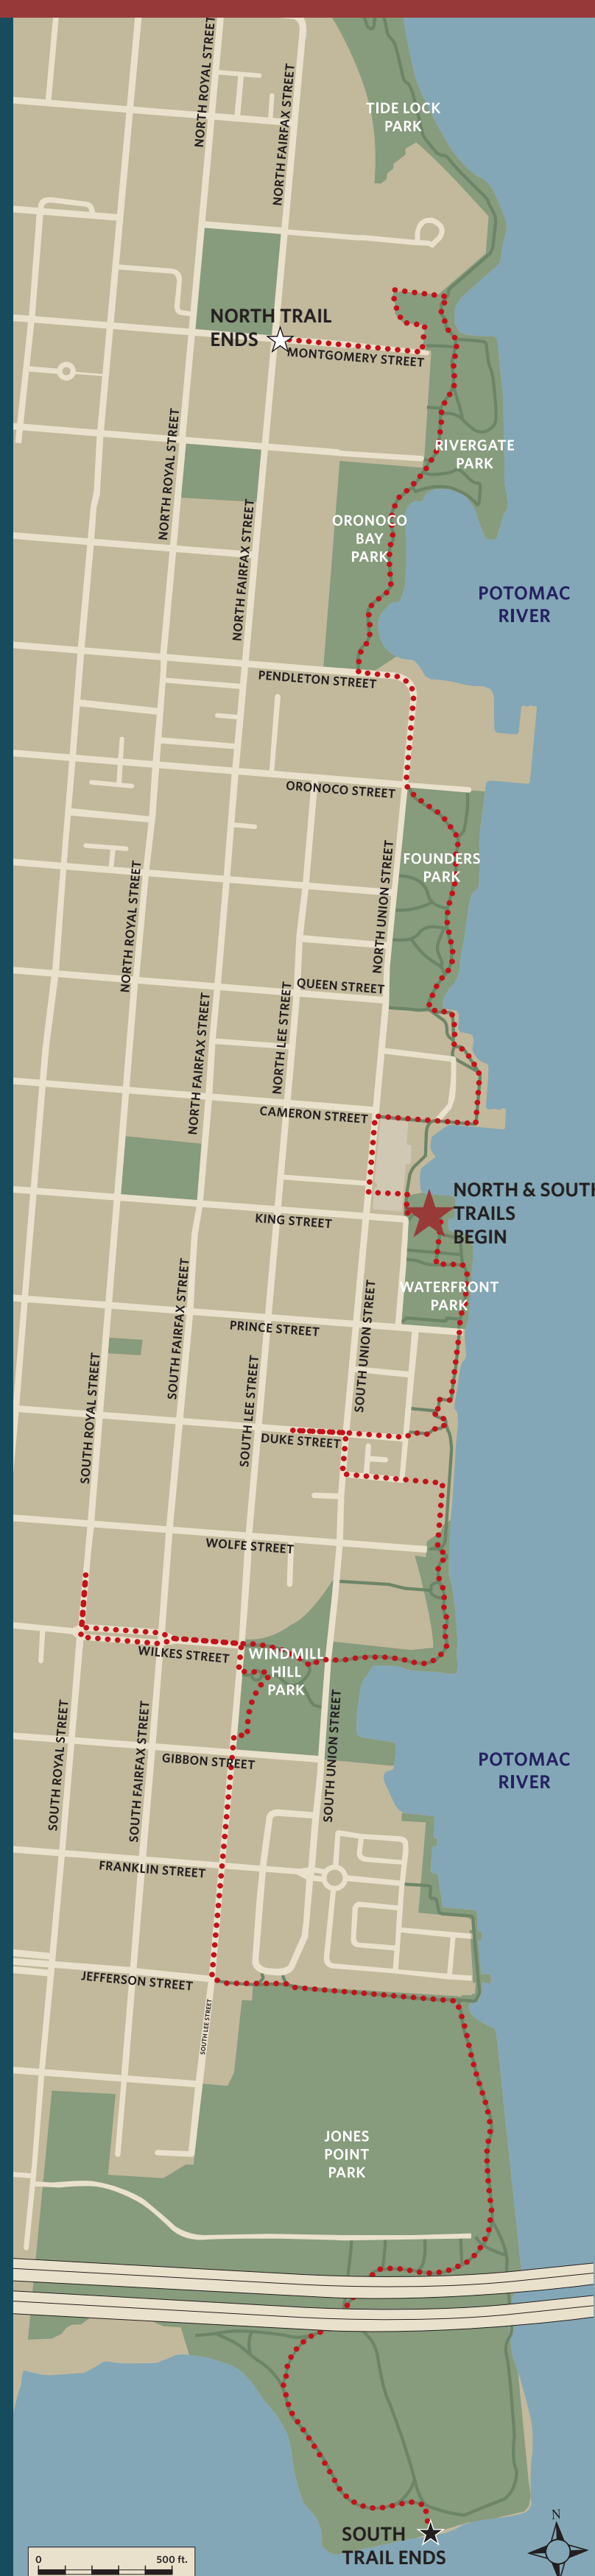 NORTH ROYAL STREET
NORTH FAIRFAX STREET
TIDE LOCK
PARK
NORTH TRAIL
ENDS
MONTGOMERY STREET
NORTH ROYAL STREET
RIVERGATE
PARK
NORTH FAIRFAX STREET
ORONOCO
BAY
PARK
POTOMAC
RIVER
PENDLETON STREET
ORONOCO STREET
NORTH UNION STREET
FOUNDERS
PARK
NORTH ROYAL STREET
QUEEN STREET
NORTH LEE STREET
NORTH FAIRFAX STREET
CAMERON STREET
NORTH & SOUTH
TRAILS
BEGIN
KING STREET
WATERFRONT
PARK
SOUTH FAIRFAX STREET
SOUTH UNION STREET
PRINCE STREET
SOUTH ROYAL STREET
SOUTH LEE STREET
DUKE STREET
WOLFE STREET
WILKES STREET
WINDMILL
HILL
PARK
SOUTH ROYAL STREET
SOUTH FAIRFAX STREET
SOUTH UNION STREET
GIBBON STREET
POTOMAC
RIVER
FRANKLIN STREET
JEFFERSON STREET
SOUTH LEE STREET
JONES
POINT
PARK
SOUTH
TRAIL ENDS
N
0 500 ft.